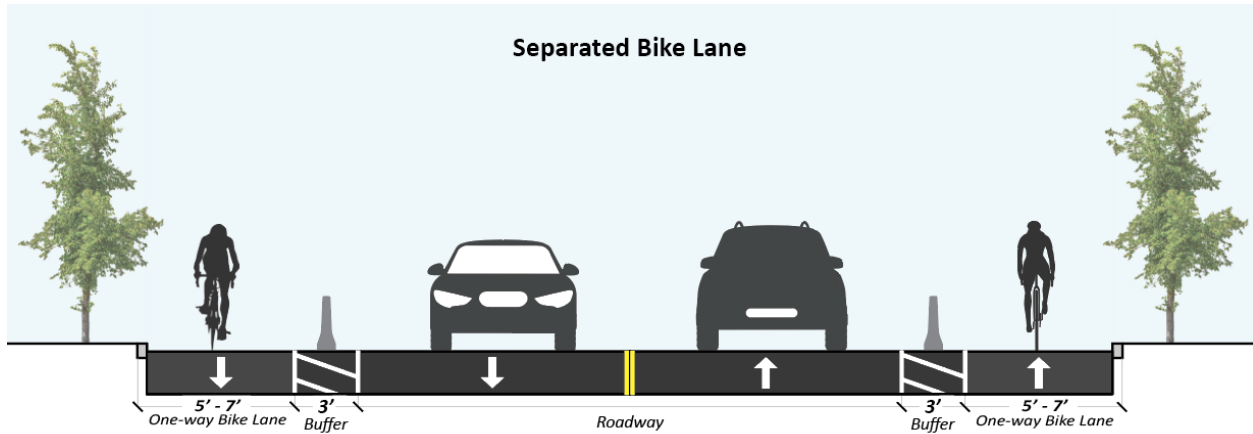 Separated Bike Lane
5’ - 7’
One-way Bike Lane
3’
Buffer
Roadway
3’
Buffer
5’ - 7’
One-way Bike Lane